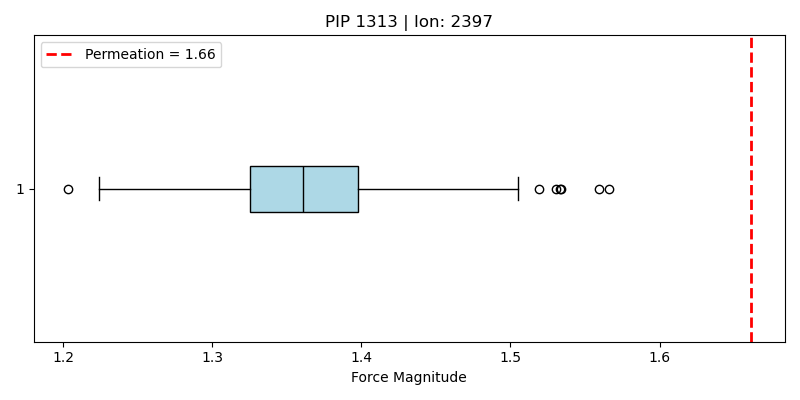 PIP 1313 | Ion: 2397
Permeation = 1.66
1
1.2 1.3 1.4 1.5 1.6
Force Magnitude